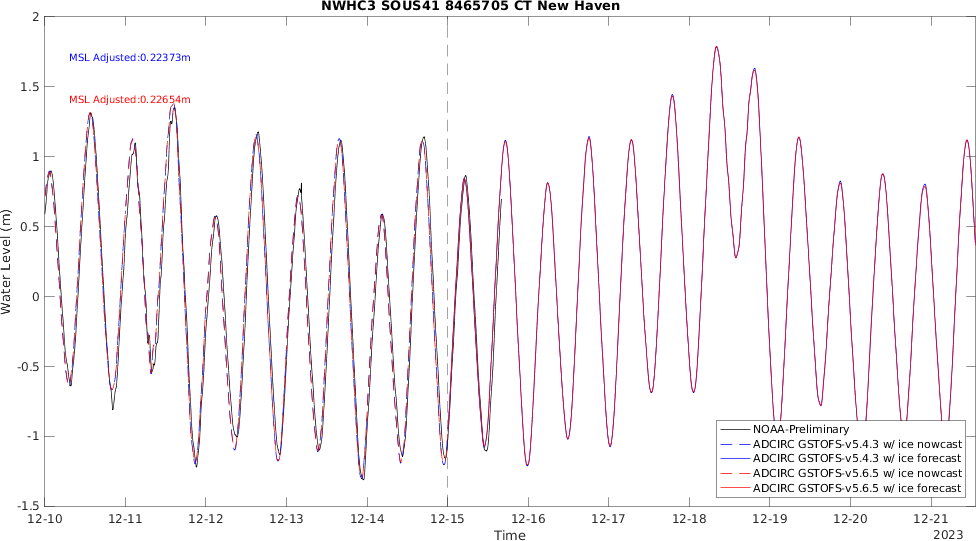 NWHC3 SOUS41 8465705 CT New Haven
2
1.5
1
0.5
0
-0.5
-1
-1.5
Water Level (m)
MSL Adjusted:0.22373m
MSL Adjusted:0.22654m
NOAA-Preliminary
ADCIRC GSTOFS-v5.4.3 w/ ice nowcast
ADCIRC GSTOFS-v5.4.3 w/ ice forecast
ADCIRC GSTOFS-v5.6.5 w/ ice nowcast
ADCIRC GSTOFS-v5.6.5 w/ ice forecast
12-10 12-11 12-12 12-13 12-14 12-15 12-16 12-17 12-18 12-19 12-20 12-21
Time
2023